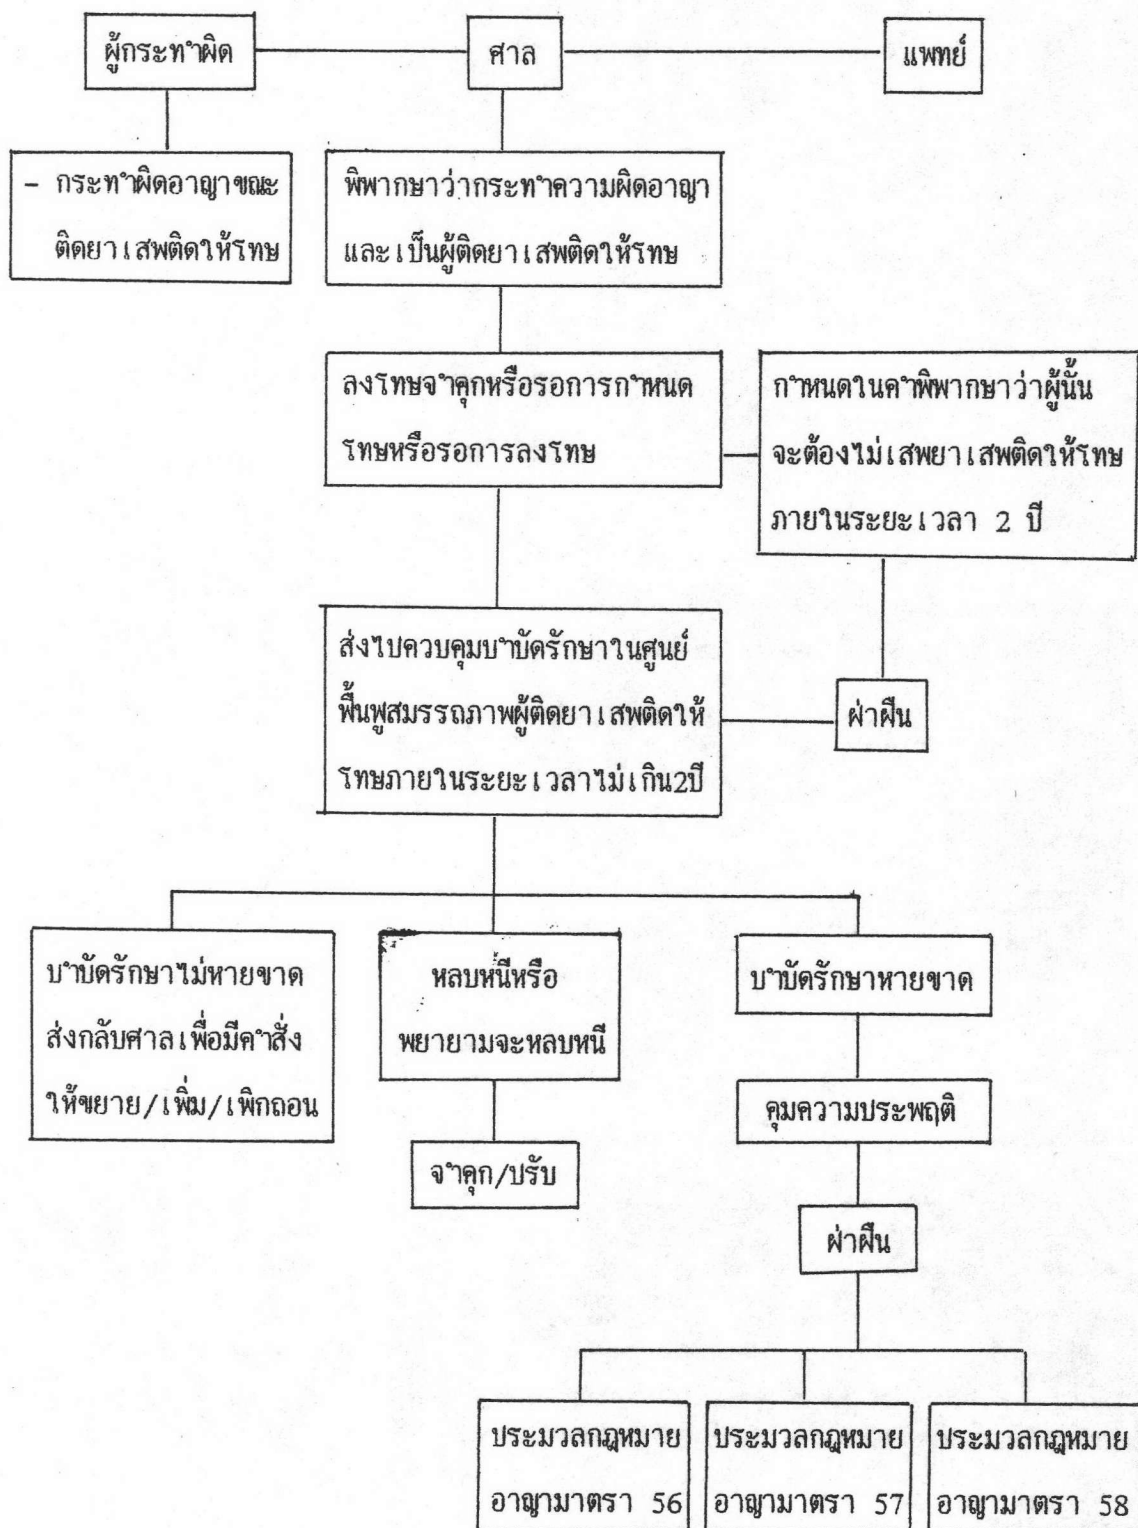 ผู้กระทำผิด
ศาล
แพทย์
- กระทำผิดอาญาขณะ
ติดยาเสพติดให้โทษ
พิพากษาว่ากระทำความผิดอาญา
และเป็นผู้ติดยาเสพติดให้โทษ
ลงโทษจำคุกหรือรอการกำหนด
โทษหรือรอการลงโทษ
กำหนดในคำพิพากษาว่าผู้นั้น
จะต้องไม่เสพยาเสพติดให้โทษ
ภายในระยะเวลา 2 ปี
ส่งไปควบคุมบำบัดรักษาในศูนย์
ฟื้นฟูสมรรถภาพผู้ติดยาเสพติดให้
โทษภายในระยะเวลาไม่เกิน2ปี
ฝ่าฝืน
บำบัดรักษาไม่หายขาด
ส่งกลับศาลเพื่อมีคำสั่ง
ให้ขยาย/เพิ่ม/เพิกถอน
หลบหนีหรือ
พยายามจะหลบหนี
บำบัดรักษาหายขาด
คุมความประพฤติ
จำคุก/ปรับ
ฝ่าฝืน
ประมวลกฎหมาย
อาญามาตรา 56
ประมวลกฎหมาย
อาญามาตรา 57
ประมวลกฎหมาย
อาญามาตรา 58